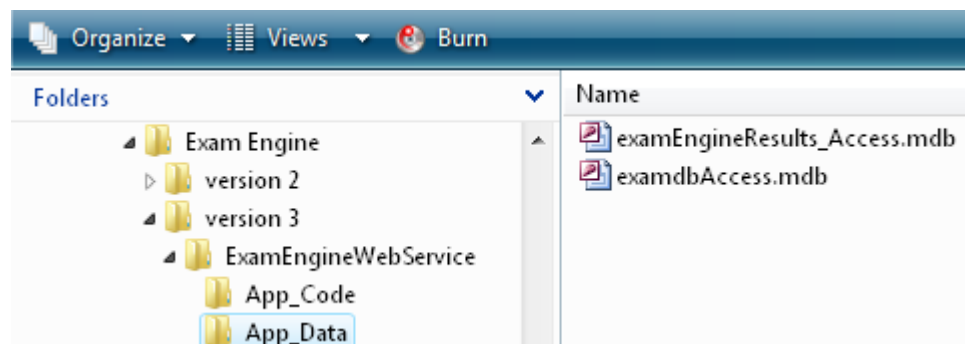 Organize Views Burn
Folders
Exam Engine
version 2
version 3
ExamEngineWebService
App_Code
App_Data
Name
examEngineResults_Access.mdb
examdbAccess.mdb